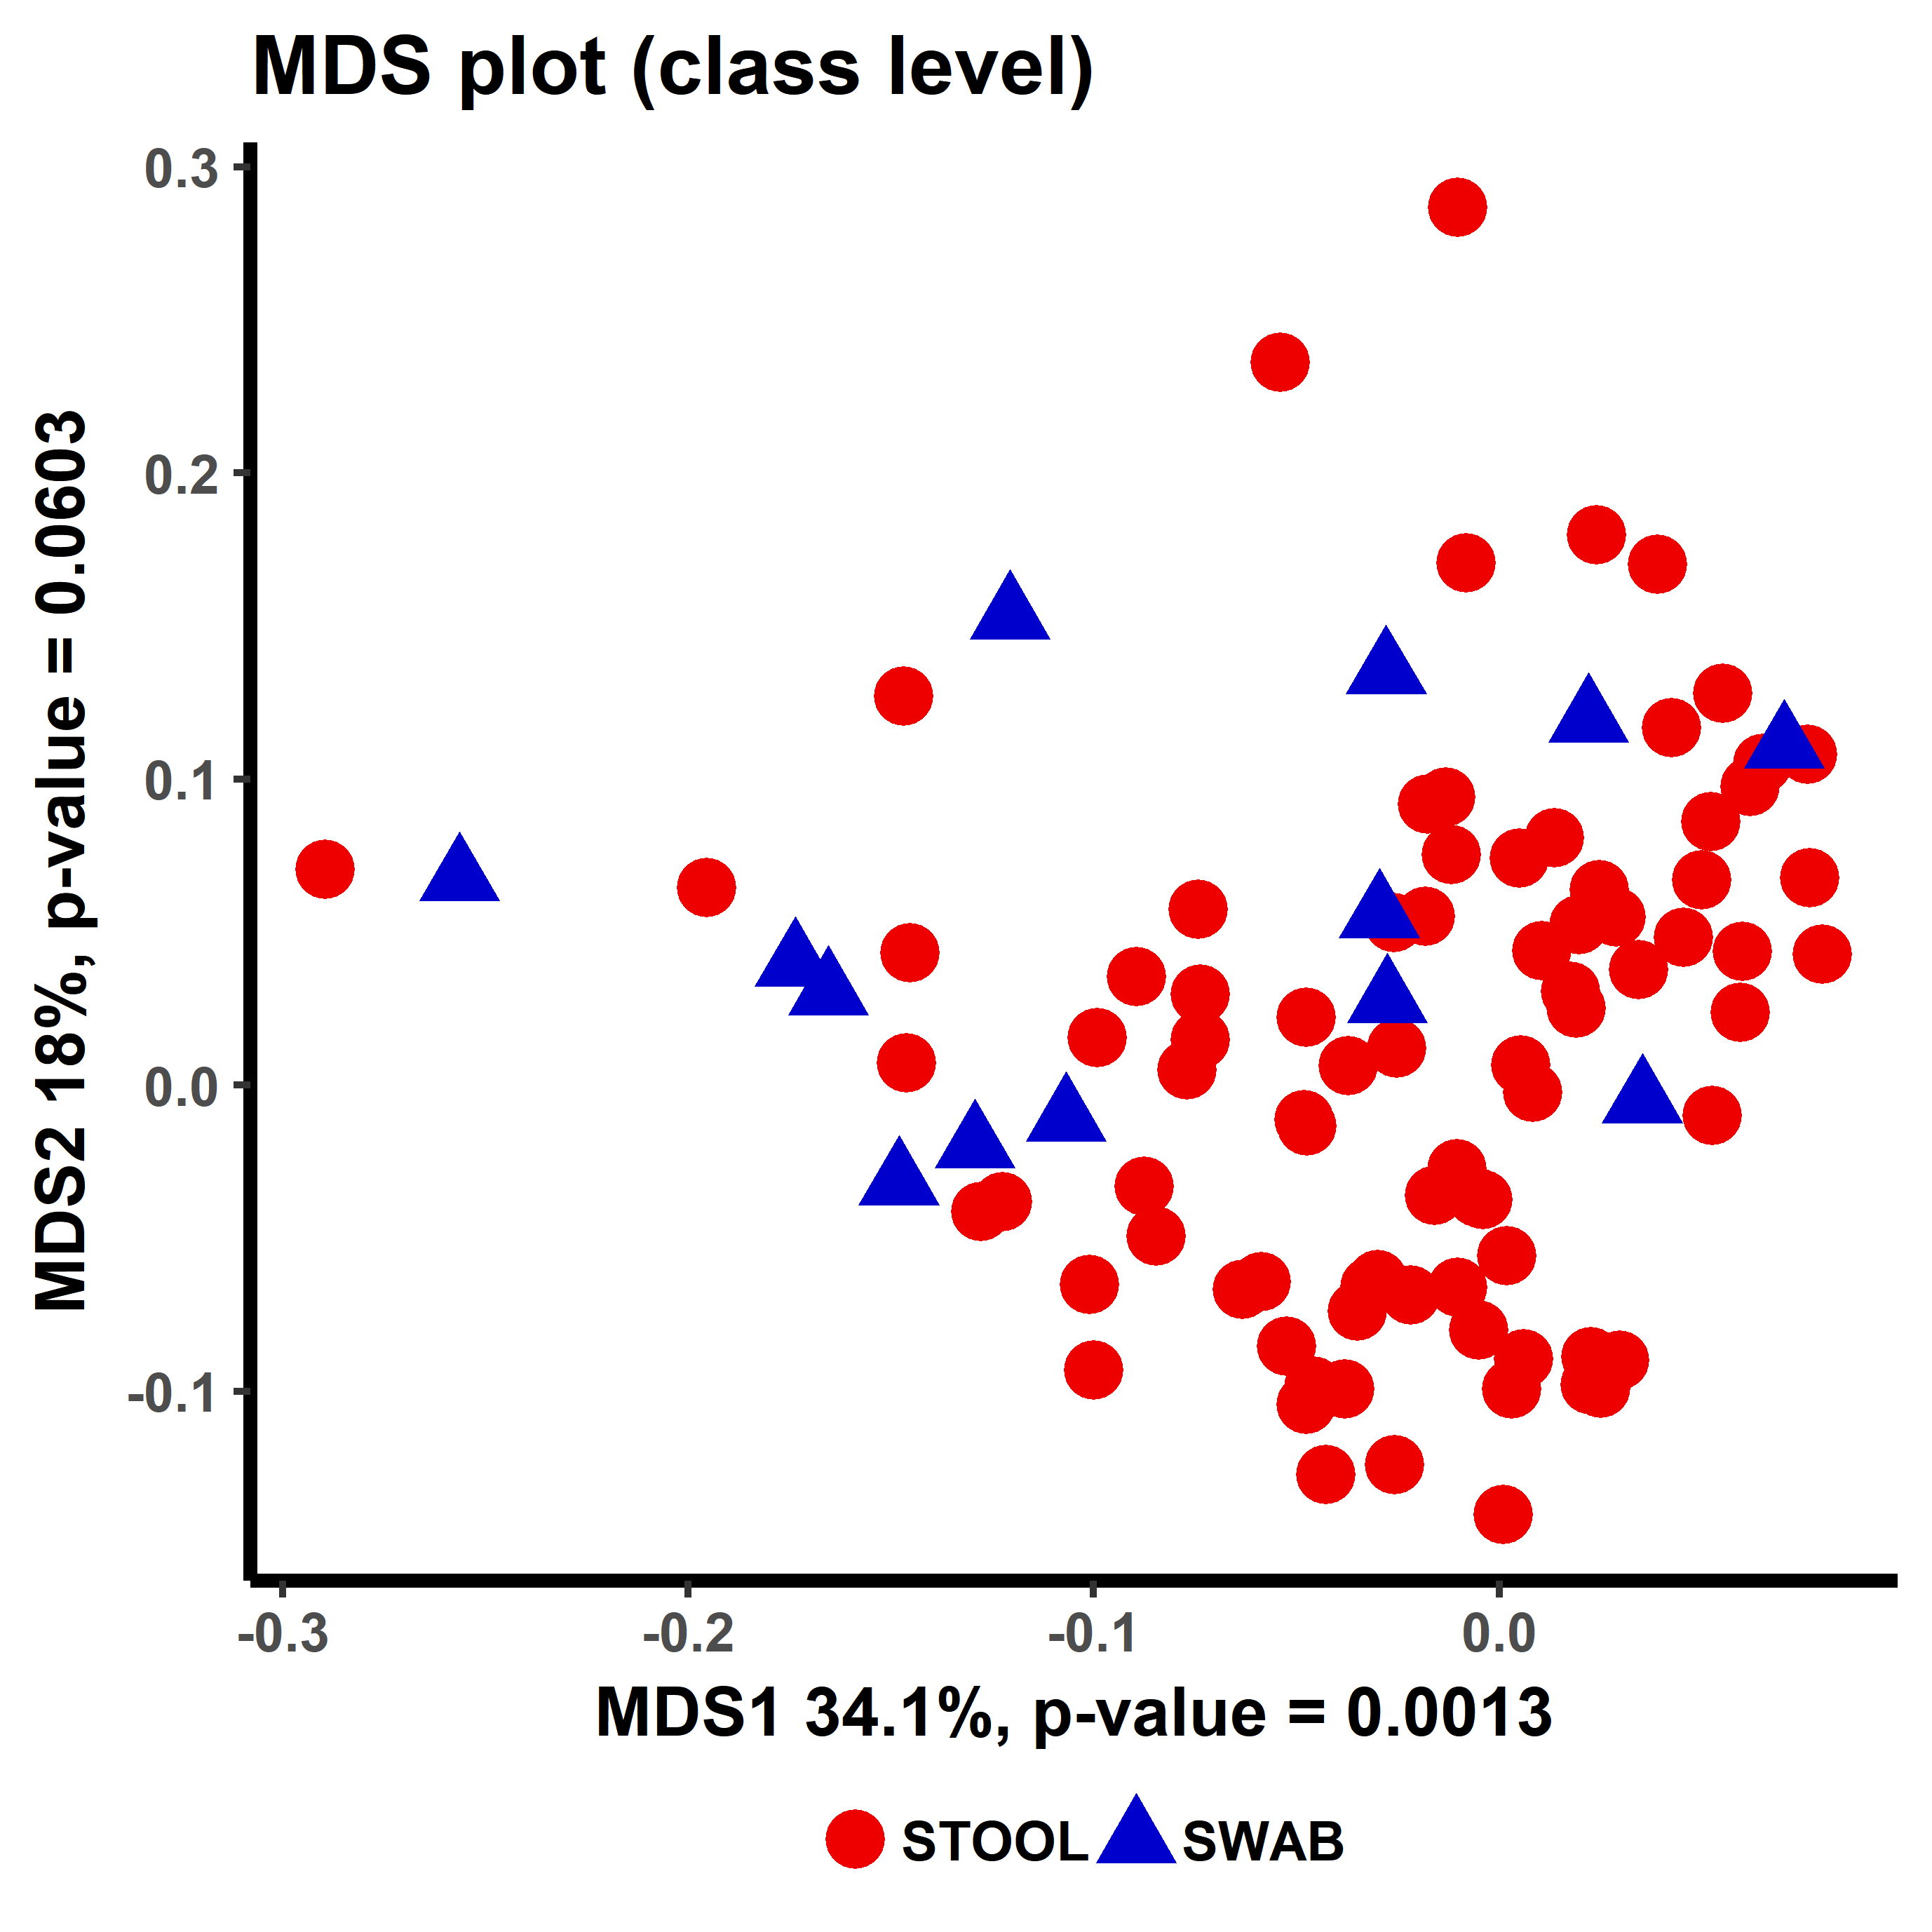 MDS plot (class level)
MDS2 18%, p-value = 0.0603
0.3
0.2
0.1
0.0
-0.1
-0.3 -0.2 -0.1 0.0
MDS1 34.1%, p-value = 0.0013
STOOL SWAB